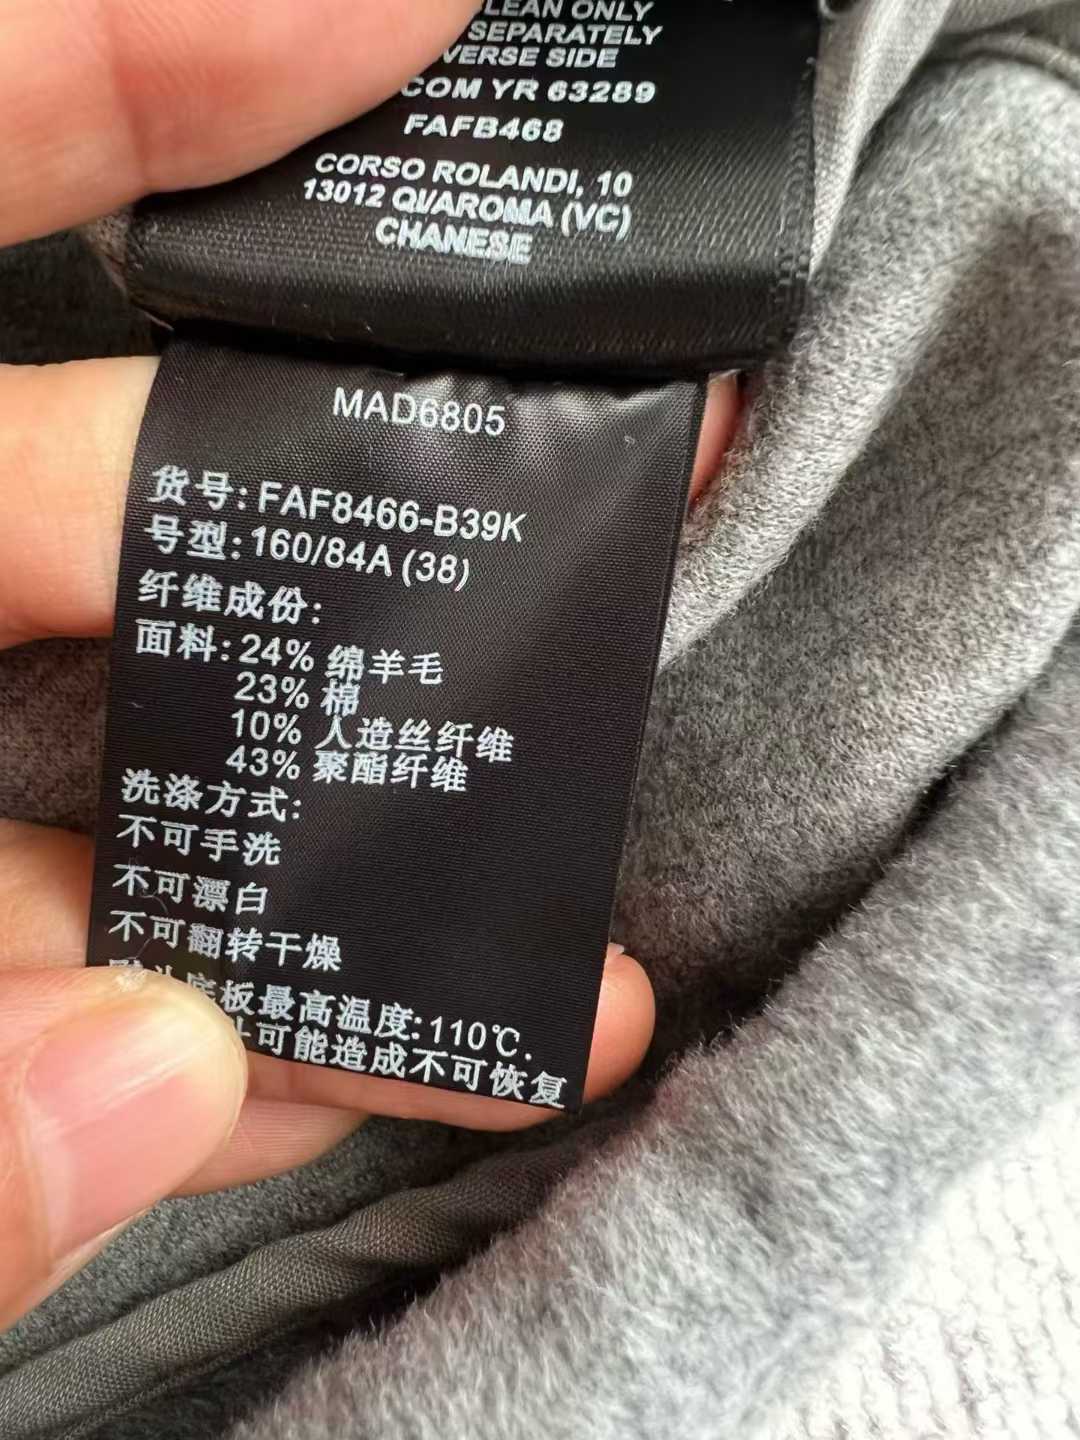 CLEAN ONLY
SEPARATELY
VERSE SIDE
COM YR 63289
FAFB468
CORSO ROLANDI, 10
13012 QI/AROMA (VC)
CHANESE
MAD6805
货号: FAF8466-B39K
号型: 160/84A (38)
纤维成份:
面料: 24% 绵羊毛
23% 棉
10% 人造丝纤维
43% 聚酯纤维
洗涤方式:
不可手洗
不可漂白
不可翻转干燥
底板最高温度: 110℃.
可能造成不可恢复